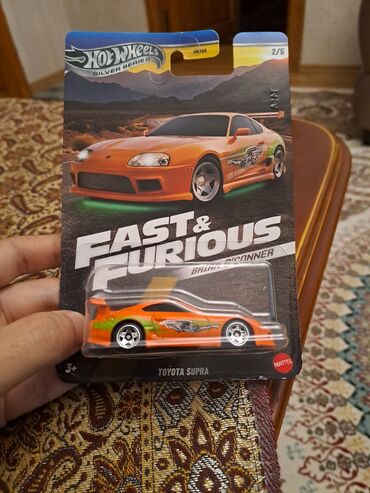 HOT WHEELS
SILVER SERIES
2/5
FAST &
FURIOUS
BRIAN O'CONNER
3+
TOYOTA SUPRA
MATTEL